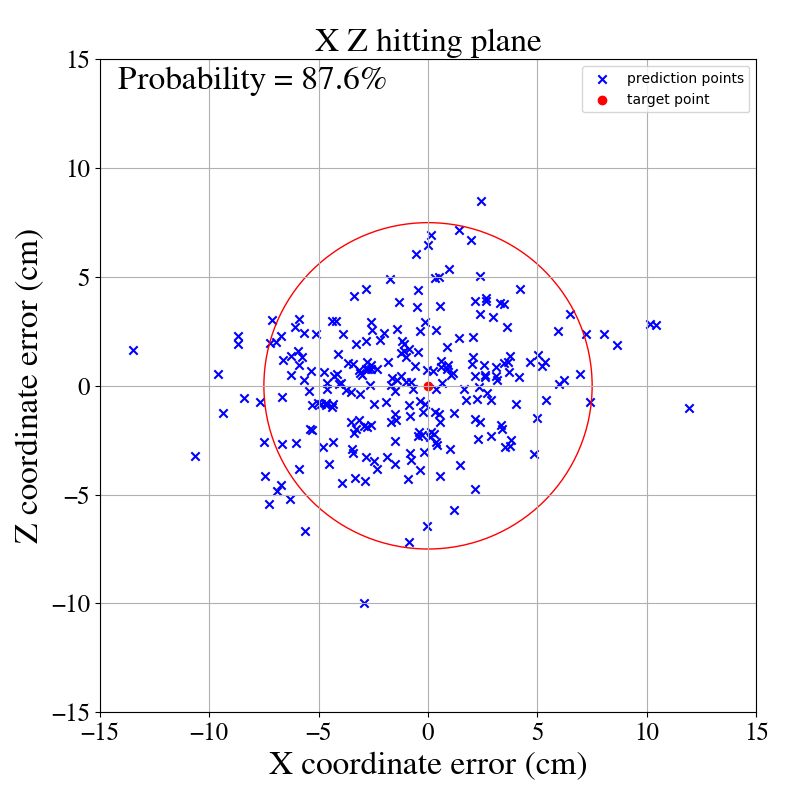 X Z hitting plane
Probability = 87.6%
prediction points
target point
15
10
5
0
−5
−10
−15
Z coordinate error (cm)
−15 −10 −5 0 5 10 15
X coordinate error (cm)